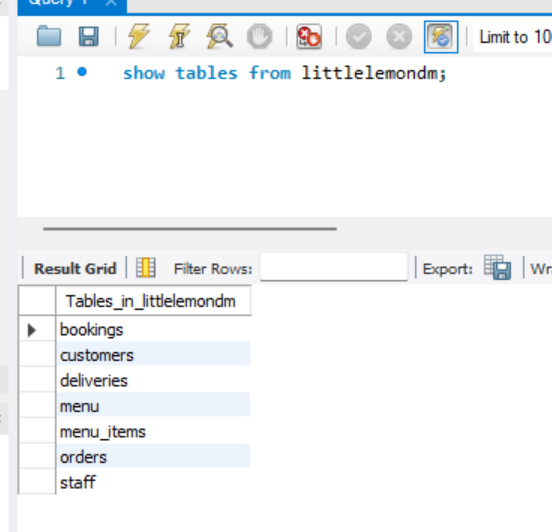 Query 1
Limit to 10
1 show tables from littlelemondm;
Result Grid Filter Rows: Export: Wr
Tables_in_littlelemondm
bookings
customers
deliveries
menu
menu_items
orders
staff